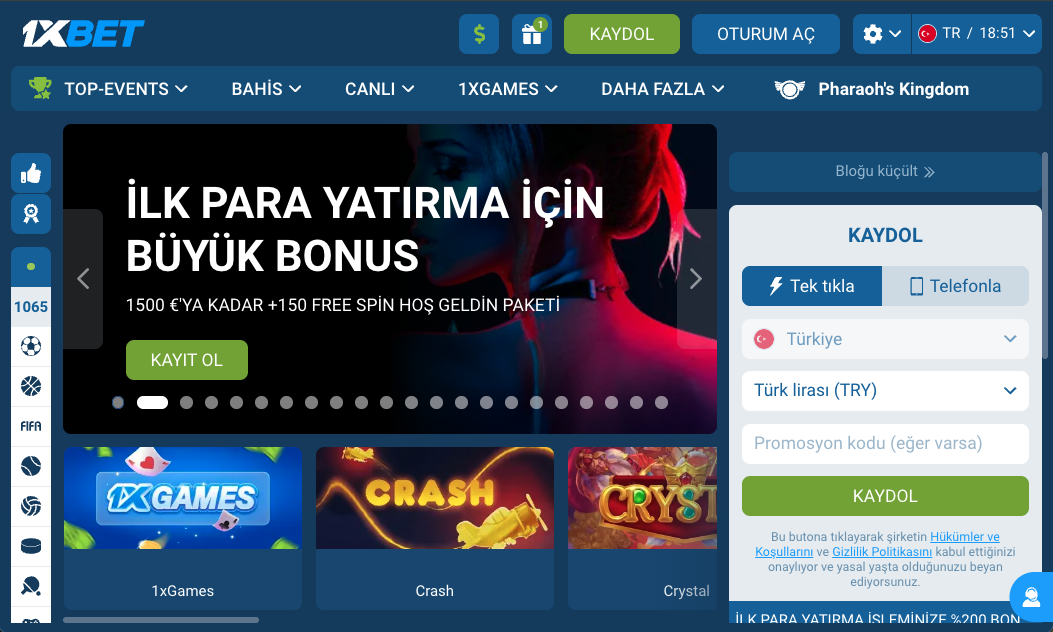 1XBET
$
1
KAYDOL
OTURUM AÇ
TR / 18:51
TOP-EVENTS
BAHİS
CANLI
1XGAMES
DAHA FAZLA
Pharaoh's Kingdom
Bloğu küçült
İLK PARA YATIRMA İÇİN
BÜYÜK BONUS
1500 €'YA KADAR +150 FREE SPİN HOŞ GELDİN PAKETİ
KAYIT OL
1065
FIFA
1XGAMES
CRASH
CRYST
1xGames
Crash
Crystal
KAYDOL
Tek tıkla
Telefonla
Türkiye
Türk lirası (TRY)
Promosyon kodu (eğer varsa)
KAYDOL
Bu butona tıklayarak şirketin Hükümler ve
Koşullarını ve Gizlilik Politikasını kabul ettiğinizi
onaylıyor ve yasal yaşta olduğunuzu beyan
ediyorsunuz.
İLK PARA YATIRMA İŞLEMİNİZE %200 BON